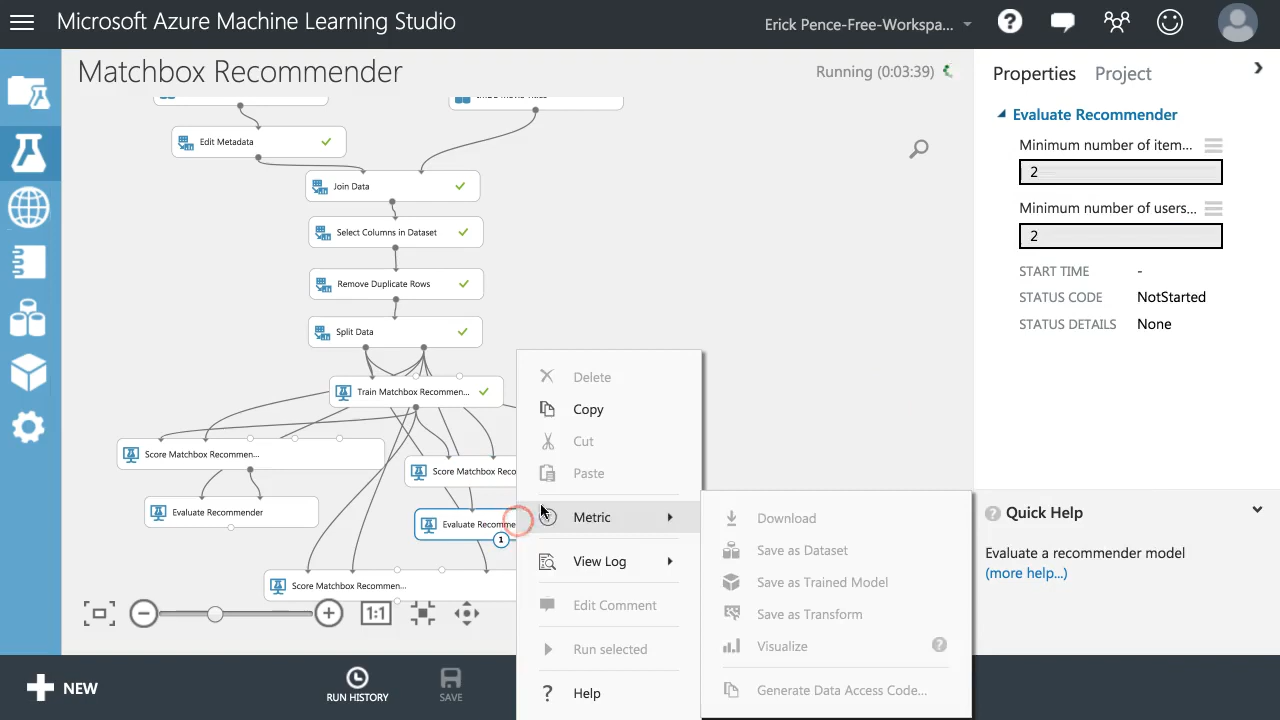 Microsoft Azure Machine Learning Studio
Erick Pence-Free-Workspa...
?
Matchbox Recommender
Running (0:03:39)
Edit Metadata
Join Data
Select Columns in Dataset
Remove Duplicate Rows
Split Data
Train Matchbox Recommen...
Score Matchbox Recommen...
Score Matchbox Reco
Evaluate Recommender
Evaluate Recomme
1
Score Matchbox Recommen...
1:1
Delete
Copy
Cut
Paste
Metric
View Log
Edit Comment
Run selected
? Help
Download
Save as Dataset
Save as Trained Model
Save as Transform
Visualize ?
Generate Data Access Code...
Properties Project
Evaluate Recommender
Minimum number of item...
2
Minimum number of users...
2
START TIME -
STATUS CODE NotStarted
STATUS DETAILS None
? Quick Help
Evaluate a recommender model
(more help...)
NEW
RUN HISTORY
SAVE